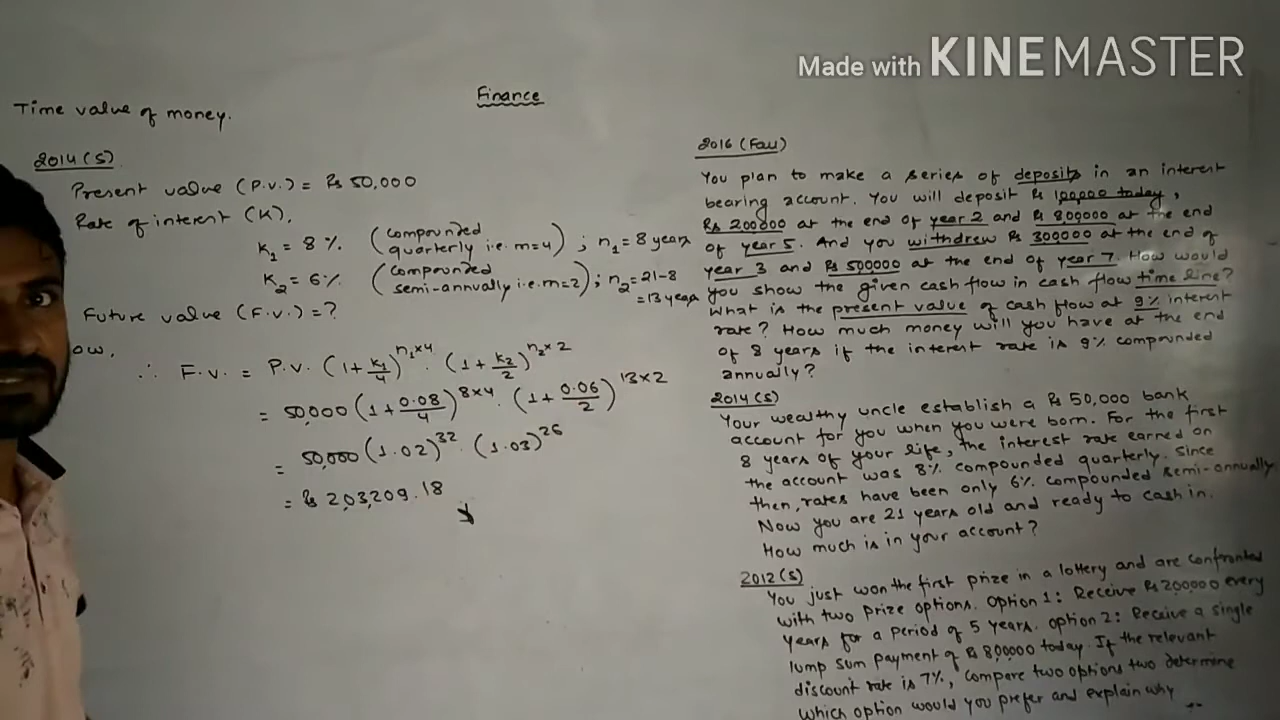 Made with KINEMASTER
Finance
Time value of money.
2014(S)
Present value (P.V.) = Rs 50,000
Rate of interest (K),
K₁ = 8% (compounded quarterly i.e. m=4) ; n₁ = 8 years
K₂ = 6% (compounded semi-annually i.e. m=2) ; n₂ = 21-8
= 13 years
Future value (F.V.) = ?
ow,
∴ F.V. = P.V. (1+K₁/4)^n₁×4 . (1+K₂/2)^n₂×2
= 50,000 (1+0.08/4)^8×4 . (1+0.06/2)^13×2
= 50,000 (1.02)^32 . (1.03)^26
= Rs 2,03,209.18
2016 (Fall)
You plan to make a series of deposits in an interest
bearing account. You will deposit Rs 100,000 today,
Rs 200000 at the end of year 2 and Rs 800000 at the end
of year 5. And you withdrew Rs 300000 at the end of
year 3 and Rs 500000 at the end of year 7. How would
you show the given cash flow in cash flow time line?
What is the present value of cash flow at 9% interest
rate? How much money will you have at the end
of 8 years if the interest rate is 9% compounded
annually?
2014(S)
Your wealthy uncle establish a Rs 50,000 bank
account for you when you were born. For the first
8 years of your life, the interest rate earned on
the account was 8% compounded quarterly. Since
then, rates have been only 6% compounded semi-annually
Now you are 21 years old and ready to cash in.
How much is in your account?
2012(S)
You just won the first prize in a lottery and are confronted
with two prize options. Option 1: Receive Rs 200000 every
years for a period of 5 years. Option 2: Receive a single
lump sum payment of Rs 800000 today. If the relevant
discount rate is 7%, compare two options two determine
which option would you prefer and explain why